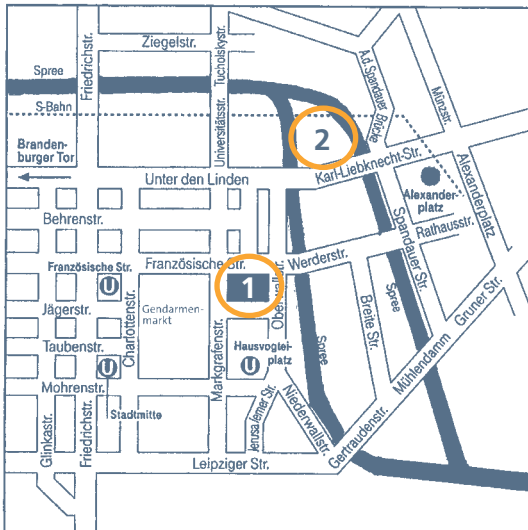 Ziegelstr.
Friedrichstr.
Tucholskystr.
A.d.Spandauer
Brücke
Münzstr.
Spree
S-Bahn
Universitätsstr.
2
Branden-
burger Tor
Unter den Linden
Karl-Liebknecht-Str.
Alexanderplatz
Alexander-
platz
Behrenstr.
Spandauer Str.
Rathausstr.
Französische Str.
U
Französische Str.
1
Oberwallstr.
Werderstr.
Jägerstr.
Charlottenstr.
Gendarmen-
markt
Markgrafenstr.
Breite Str.
Spree
Gruner Str.
Taubenstr.
U
Hausvogtei-
platz
U
Spree
Mühlendamm
Mohrenstr.
Stadtmitte
Jerusalemer Str.
Niederwallstr.
Gertraudenstr.
Glinkastr.
Friedrichstr.
Leipziger Str.